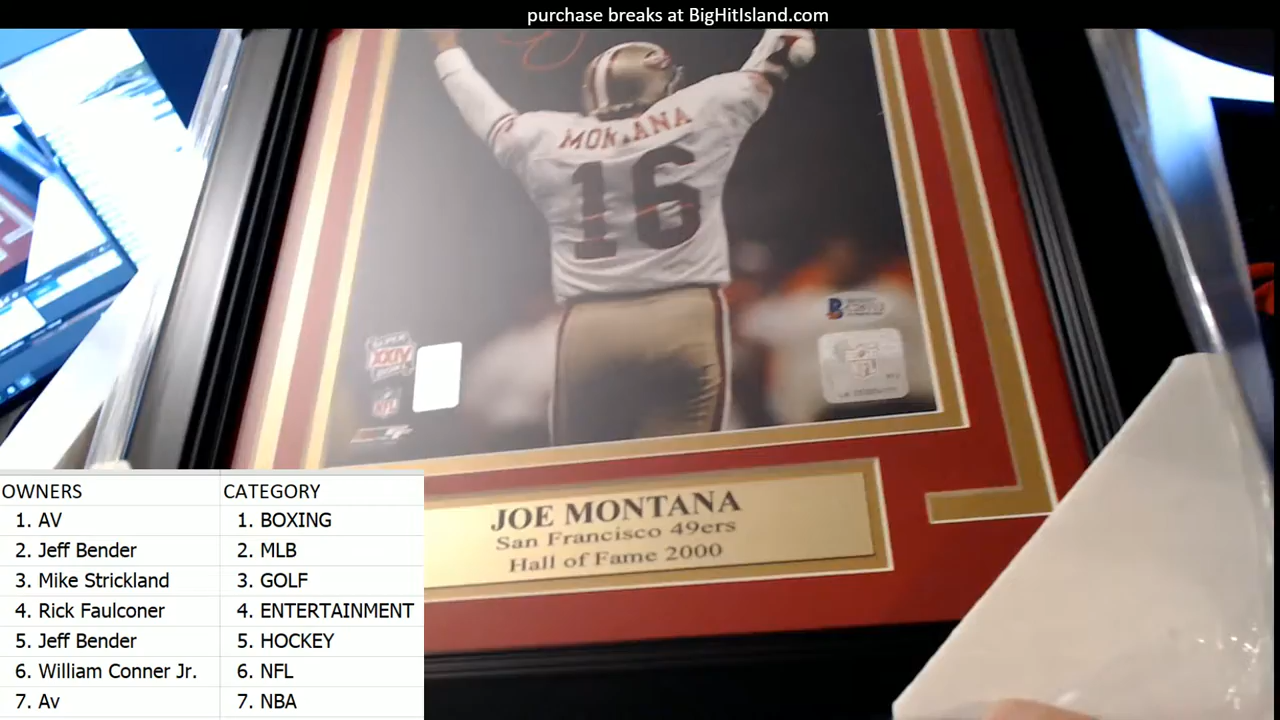 purchase breaks at BigHitIsland.com
MONTANA
16
XXIV
NFL
JOE MONTANA
San Francisco 49ers
Hall of Fame 2000
OWNERS CATEGORY
1. AV 1. BOXING
2. Jeff Bender 2. MLB
3. Mike Strickland 3. GOLF
4. Rick Faulconer 4. ENTERTAINMENT
5. Jeff Bender 5. HOCKEY
6. William Conner Jr. 6. NFL
7. Av 7. NBA